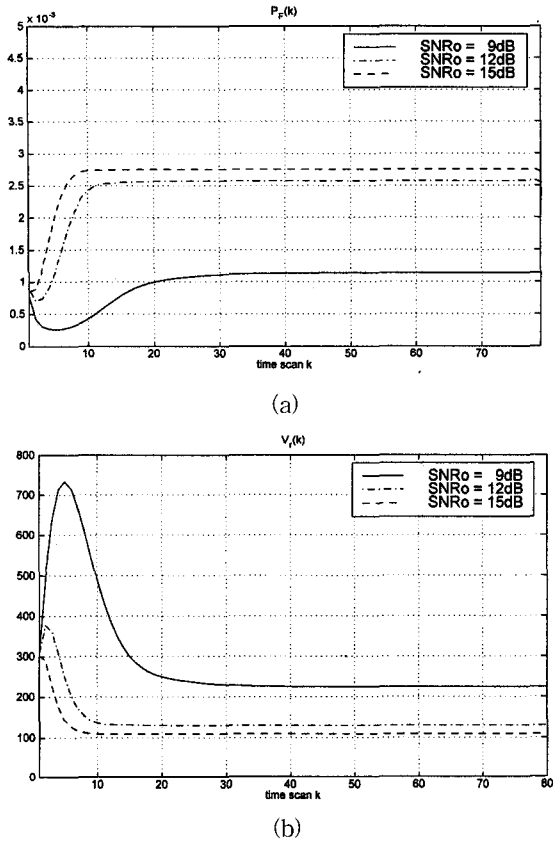 x 10⁻³
P_F(k)
5
4.5
4
3.5
3
2.5
2
1.5
1
0.5
0
10 20 30 40 50 60 70
time scan k
SNRo = 9dB
SNRo = 12dB
SNRo = 15dB
(a)
V_r(k)
800
700
600
500
400
300
200
100
0
0 10 20 30 40 50 60 70 80
time scan k
SNRo = 9dB
SNRo = 12dB
SNRo = 15dB
(b)